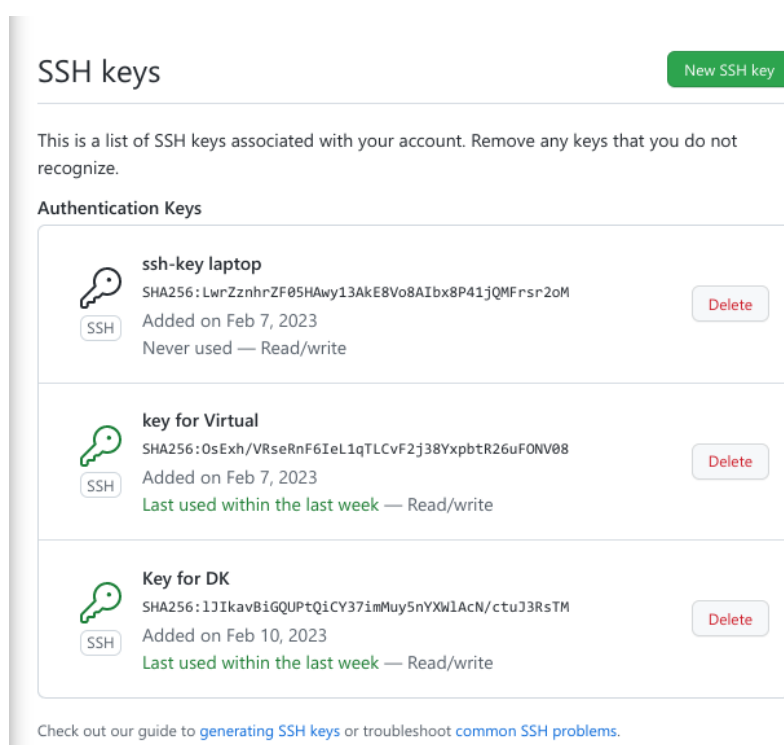 SSH keys
New SSH key
This is a list of SSH keys associated with your account. Remove any keys that you do not
recognize.
Authentication Keys
ssh-key laptop
SHA256:LwrZznhrZF05HAwy13AkE8Vo8AIbx8P41jQMFrsr2oM
SSH
Added on Feb 7, 2023
Never used — Read/write
Delete
key for Virtual
SHA256:OsExh/VRseRnF6IeL1qTLCvF2j38YxpbtR26uFONV08
SSH
Added on Feb 7, 2023
Last used within the last week — Read/write
Delete
Key for DK
SHA256:lJIkavBiGQUPtQiCY37imMuy5nYXWlAcN/ctuJ3RsTM
SSH
Added on Feb 10, 2023
Last used within the last week — Read/write
Delete
Check out our guide to generating SSH keys or troubleshoot common SSH problems.